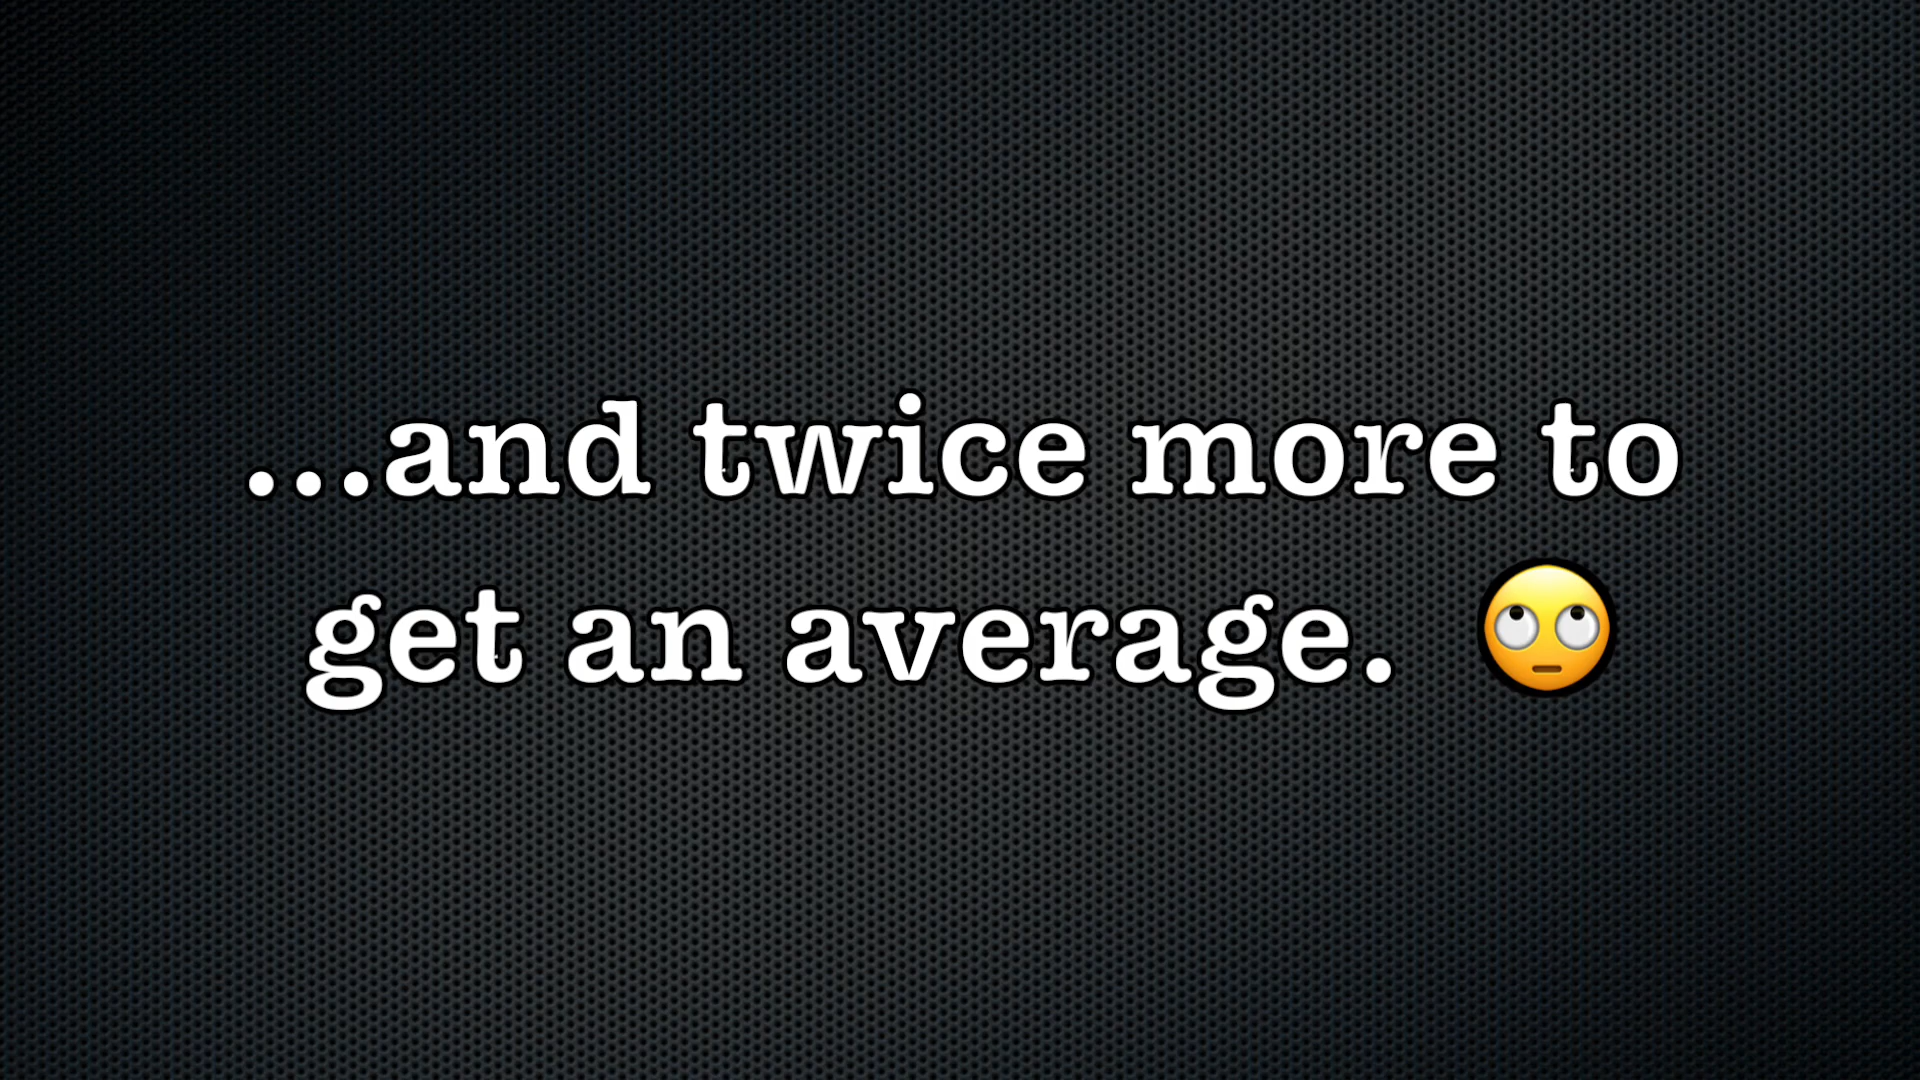 ...and twice more to
get an average. 🙄